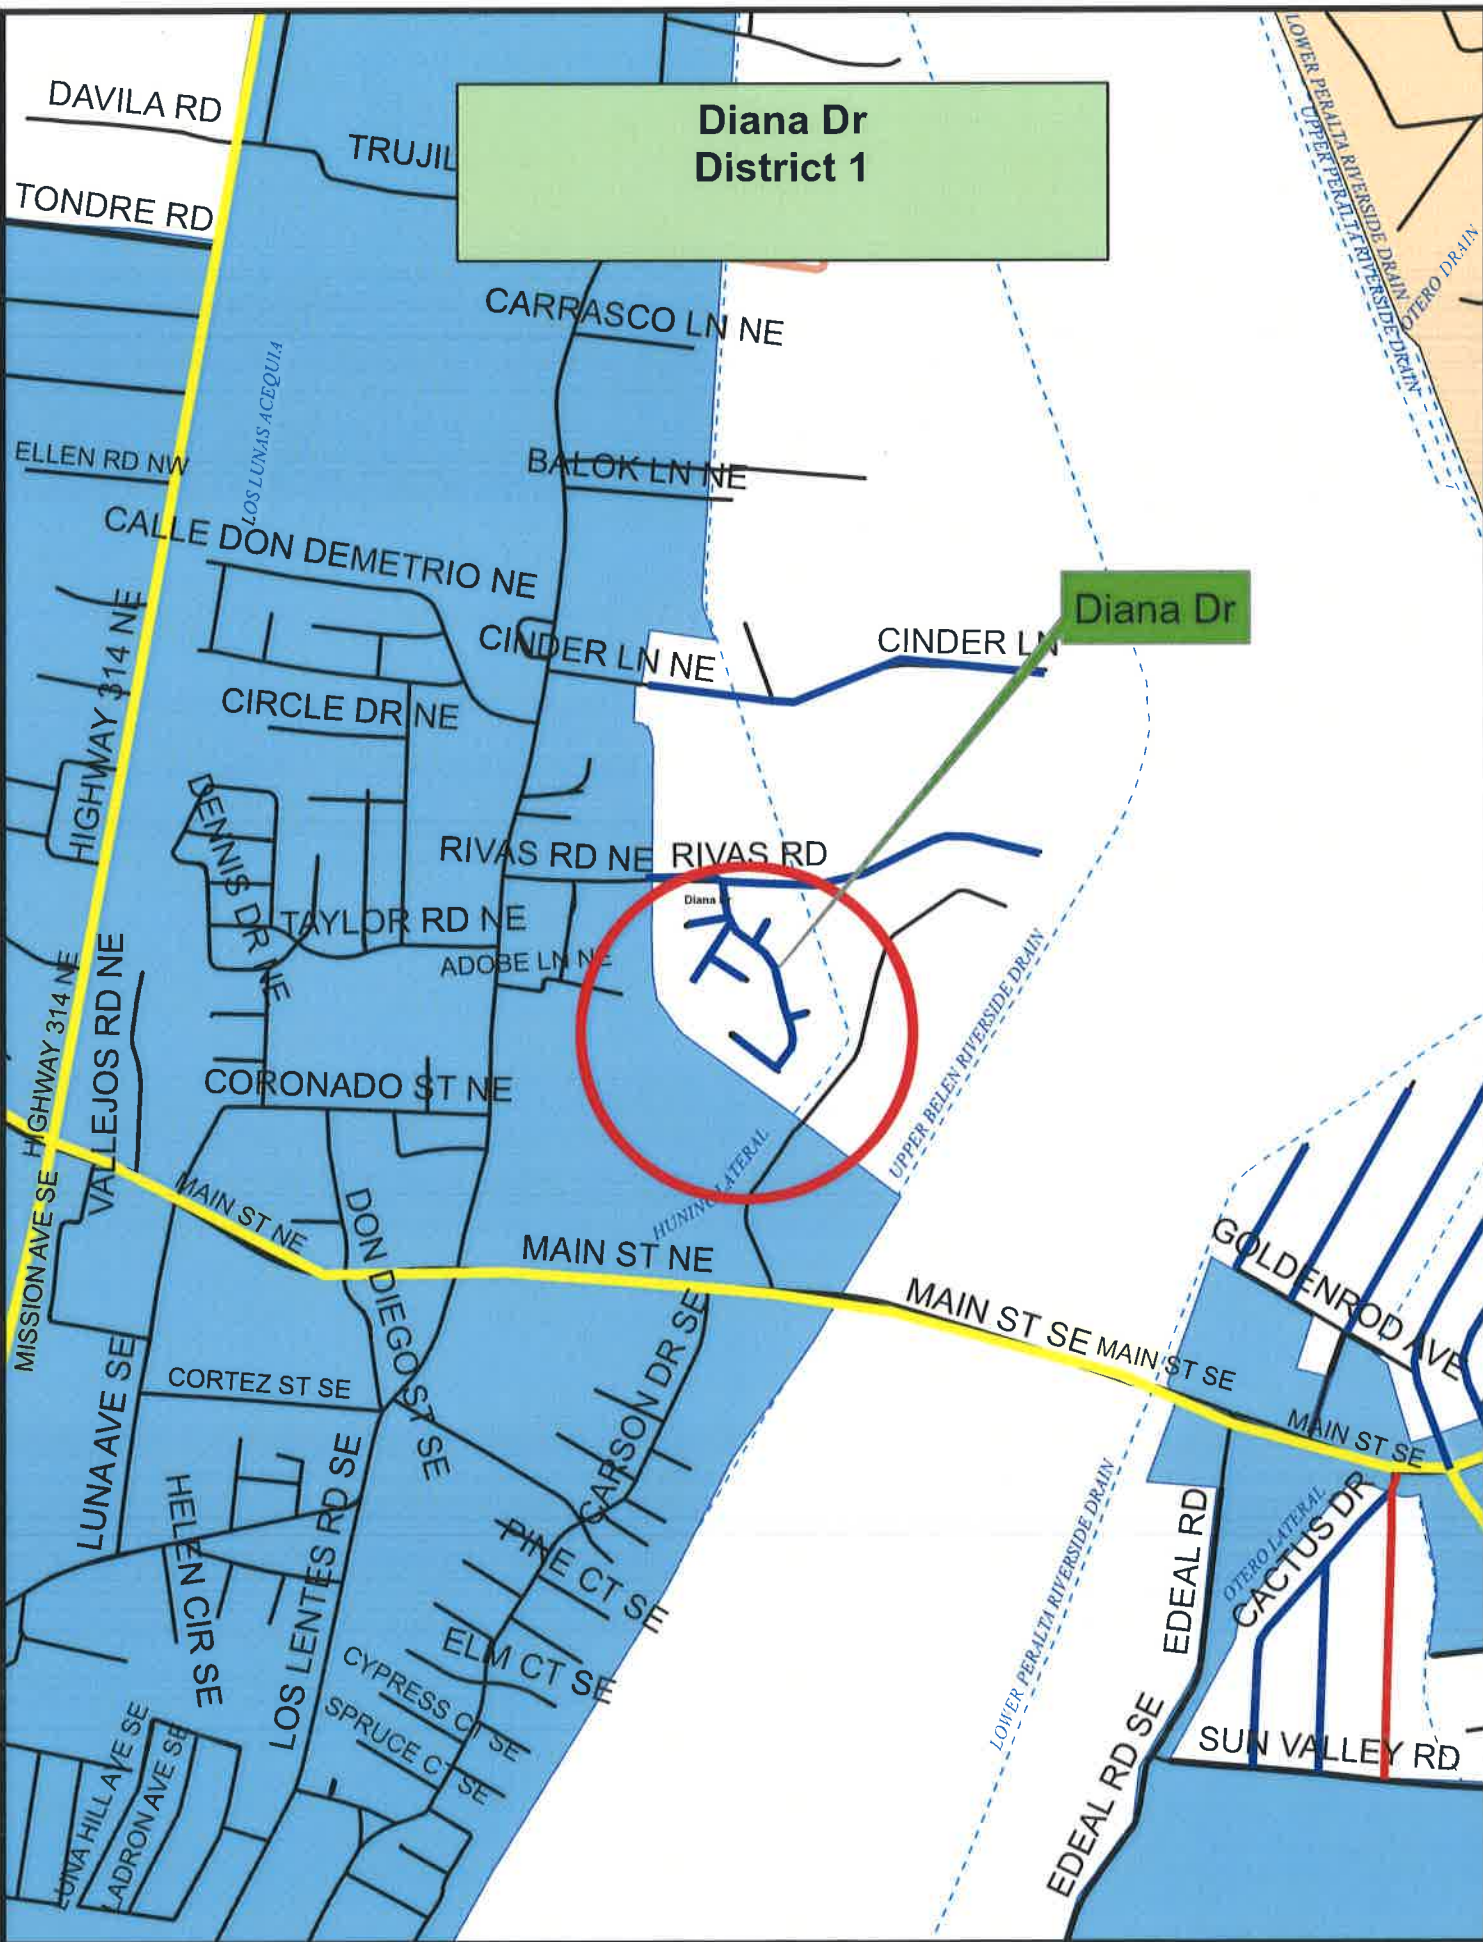 DAVILA RD
TONDRE RD
TRUJIL
Diana Dr
District 1
LOWER PERALTA RIVERSIDE DRAIN
UPPER PERALTA RIVERSIDE DRAIN
OTERO DRAIN
CARRASCO LN NE
LOS LUNAS ACEQUIA
ELLEN RD NW
BALOK LN NE
CALLE DON DEMETRIO NE
HIGHWAY 314 NE
CINDER LN NE
CINDER LN
Diana Dr
CIRCLE DR NE
DENNIS DR NE
RIVAS RD NE
RIVAS RD
Diana
TAYLOR RD NE
ADOBE LN NE
VALLEJOS RD NE
HIGHWAY 314 NE
UPPER BELEN RIVERSIDE DRAIN
CORONADO ST NE
HUNING LATERAL
MISSION AVE SE
MAIN ST NE
DON DIEGO ST SE
MAIN ST NE
MAIN ST SE
MAIN ST SE
GOLDENROD AVE
MAIN ST SE
LUNA AVE SE
CORTEZ ST SE
CARSON DR SE
HELEN CIR SE
LOS LENTES RD SE
PINE CT SE
ELM CT SE
CYPRESS CT SE
SPRUCE CT SE
LUNA HILL AVE SE
LADRON AVE SE
LOWER PERALTA RIVERSIDE DRAIN
EDEAL RD
OTERO LATERAL
CACTUS DR
EDEAL RD SE
SUN VALLEY RD